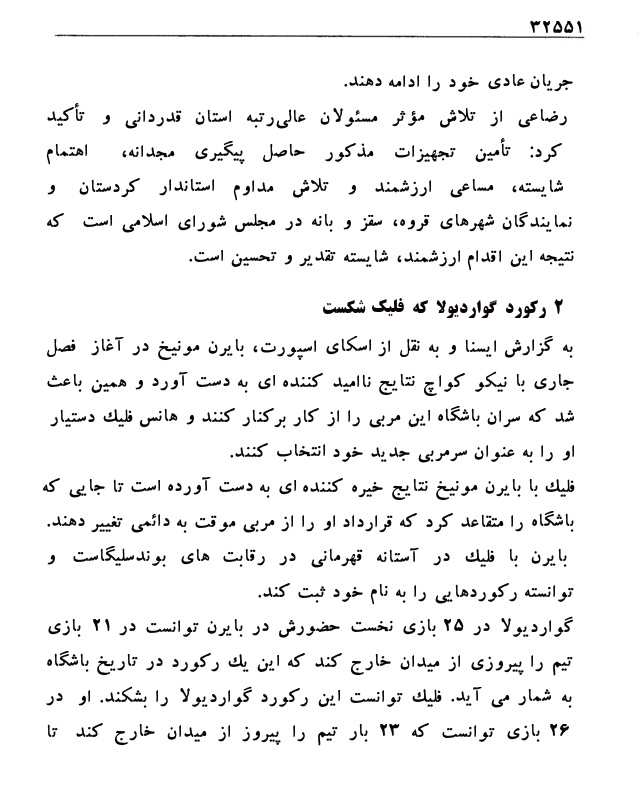 ۳۲۵۵۱
جریان عادی خود را ادامه دهند.
رضاعی از تلاش مؤثر مسئولان عالی‌رتبه استان قدردانی و تأکید
کرد: تأمین تجهیزات مذکور حاصل پیگیری مجدانه، اهتمام
شایسته، مساعی ارزشمند و تلاش مداوم استاندار کردستان و
نمایندگان شهرهای قروه، سقز و بانه در مجلس شورای اسلامی است که
نتیجه این اقدام ارزشمند، شایسته تقدیر و تحسین است.
۲ رکورد گواردیولا که فلیک شکست
به گزارش ایسنا و به نقل از اسکای اسپورت، بایرن مونیخ در آغاز فصل
جاری با نیکو کواچ نتایج ناامید کننده ای به دست آورد و همین باعث
شد که سران باشگاه این مربی را از کار برکنار کنند و هانس فلیك دستیار
او را به عنوان سرمربی جدید خود انتخاب کنند.
فلیك با بایرن مونیخ نتایج خیره کننده ای به دست آورده است تا جایی که
باشگاه را متقاعد کرد که قرارداد او را از مربی موقت به دائمی تغییر دهند.
بایرن با فلیك در آستانه قهرمانی در رقابت های بوندسلیگاست و
توانسته رکوردهایی را به نام خود ثبت کند.
گواردیولا در ۲۵ بازی نخست حضورش در بایرن توانست در ۲۱ بازی
تیم را پیروزی از میدان خارج کند که این یك رکورد در تاریخ باشگاه
به شمار می آید. فلیك توانست این رکورد گواردیولا را بشکند. او در
۲۶ بازی توانست که ۲۳ بار تیم را پیروز از میدان خارج کند تا